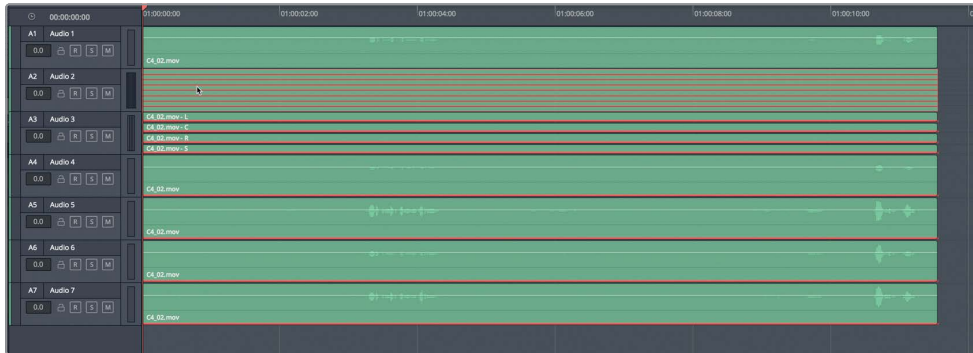 00:00:00:00
01:00:00:00 01:00:02:00 01:00:04:00 01:00:06:00 01:00:08:00 01:00:10:00
A1 Audio 1
0.0 R S M
C4_02.mov
A2 Audio 2
0.0 R S M
A3 Audio 3
0.0 R S M
C4_02.mov - L
C4_02.mov - C
C4_02.mov - R
C4_02.mov - S
A4 Audio 4
0.0 R S M
C4_02.mov
A5 Audio 5
0.0 R S M
C4_02.mov
A6 Audio 6
0.0 R S M
C4_02.mov
A7 Audio 7
0.0 R S M
C4_02.mov